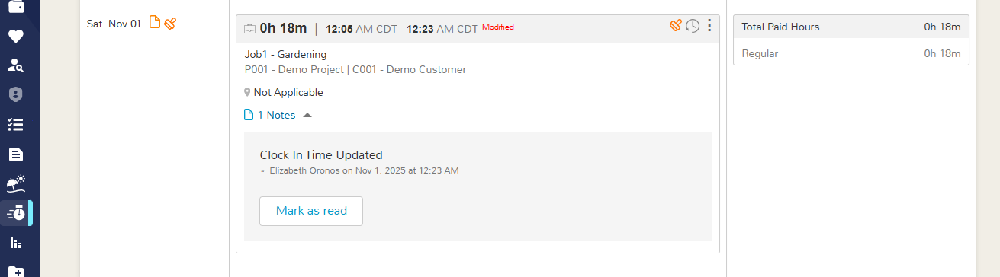 Sat. Nov 01
0h 18m | 12:05 AM CDT - 12:23 AM CDT Modified
Job1 - Gardening
P001 - Demo Project | C001 - Demo Customer
Not Applicable
1 Notes
Clock In Time Updated
- Elizabeth Oronos on Nov 1, 2025 at 12:23 AM
Mark as read
Total Paid Hours 0h 18m
Regular 0h 18m